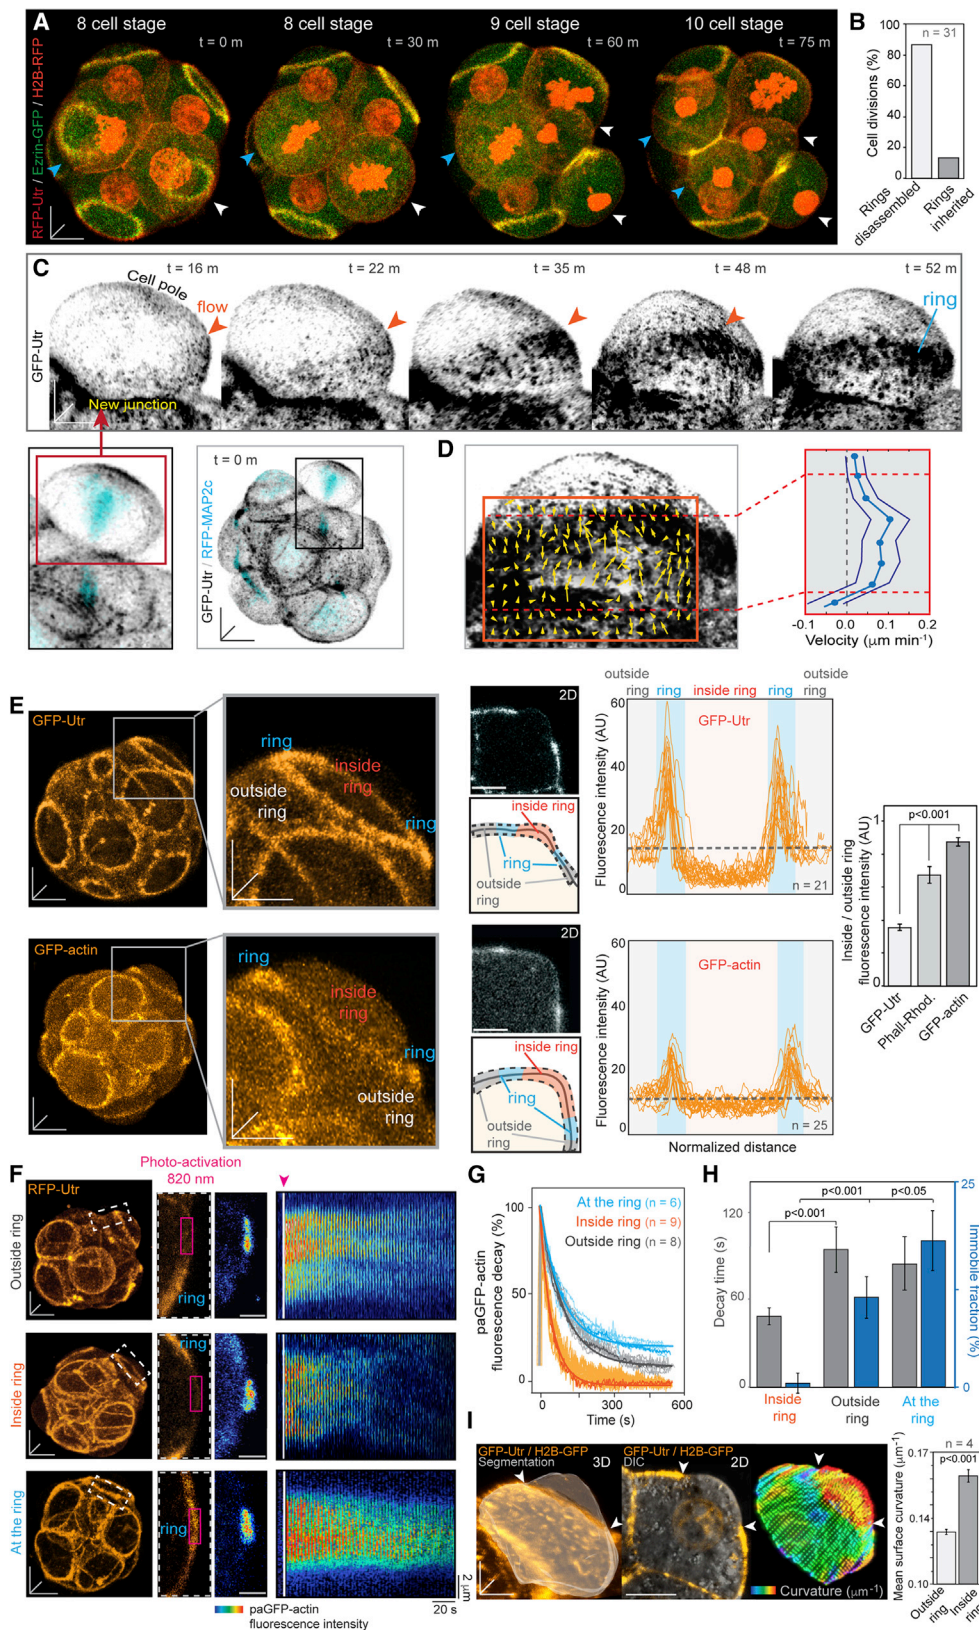 A
8 cell stage
8 cell stage
9 cell stage
10 cell stage
t = 0 m
t = 30 m
t = 60 m
t = 75 m
RFP-Utr / Ezrin-GFP / H2B-RFP
B
n = 31
Cell divisions (%)
100
80
60
40
20
0
Rings disassembled
Rings inherited
C
t = 16 m
t = 22 m
t = 35 m
t = 48 m
t = 52 m
Cell pole
flow
ring
GFP-Utr
New junction
t = 0 m
GFP-Utr / RFP-MAP2c
D
-0.1
0.0
0.1
0.2
Velocity (μm min⁻¹)
E
GFP-Utr
ring
inside ring
outside ring
ring
2D
inside ring
ring
outside ring
outside ring
ring
inside ring
ring
outside ring
Fluorescence intensity (AU)
60
40
20
0
GFP-Utr
n = 21
GFP-actin
ring
inside ring
ring
outside ring
2D
inside ring
ring
outside ring
Fluorescence intensity (AU)
60
40
20
0
GFP-actin
n = 25
Normalized distance
Inside / outside ring fluorescence intensity (AU)
1
0
p<0.001
GFP-Utr
Phall-Rhod.
GFP-actin
F
Photo-activation
820 nm
RFP-Utr
Outside ring
ring
Inside ring
ring
At the ring
ring
paGFP-actin
fluorescence intensity
2 μm
20 s
G
paGFP-actin
fluorescence decay (%)
100
50
0
At the ring (n = 6)
Inside ring (n = 9)
Outside ring (n = 8)
0
300
600
Time (s)
H
Decay time (s)
120
60
0
p<0.001
p<0.001
p<0.05
25
0
Immobile fraction (%)
Inside ring
Outside ring
At the ring
I
GFP-Utr / H2B-GFP
Segmentation
3D
GFP-Utr / H2B-GFP
DIC
2D
Curvature (μm⁻¹)
Mean surface curvature (μm⁻¹)
0.17
0.14
0.10
n = 4
p<0.001
Outside ring
Inside ring